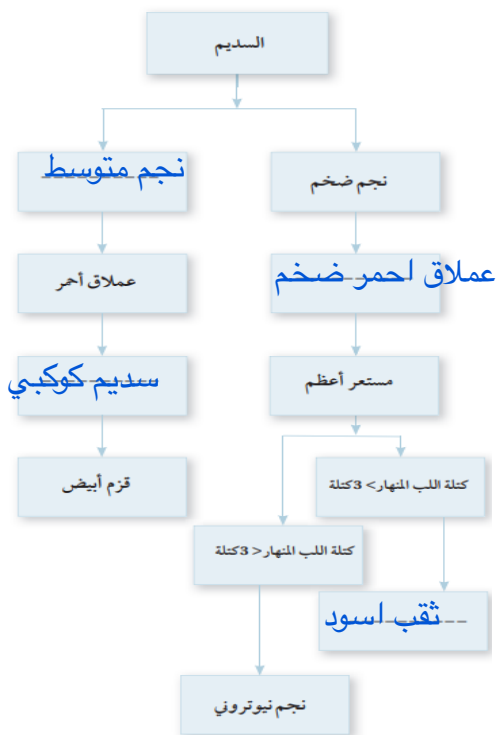 السديم
نجم ضخم
نجم متوسط
عملاق احمر ضخم
عملاق أحمر
مستعر أعظم
سديم كوكبي
كتلة اللب المنهار> 3كتلة
قزم أبيض
كتلة اللب المنهار< 3كتلة
ثقب اسود
نجم نيوتروني